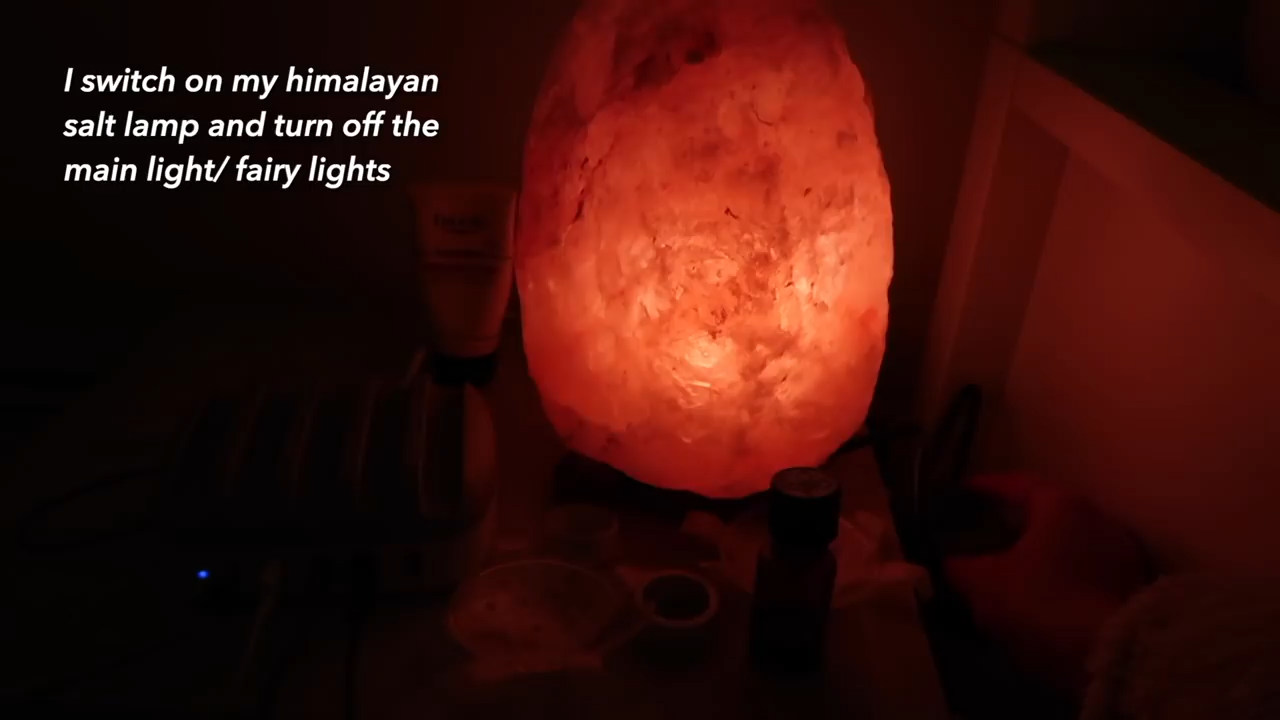 I switch on my himalayan
salt lamp and turn off the
main light/ fairy lights